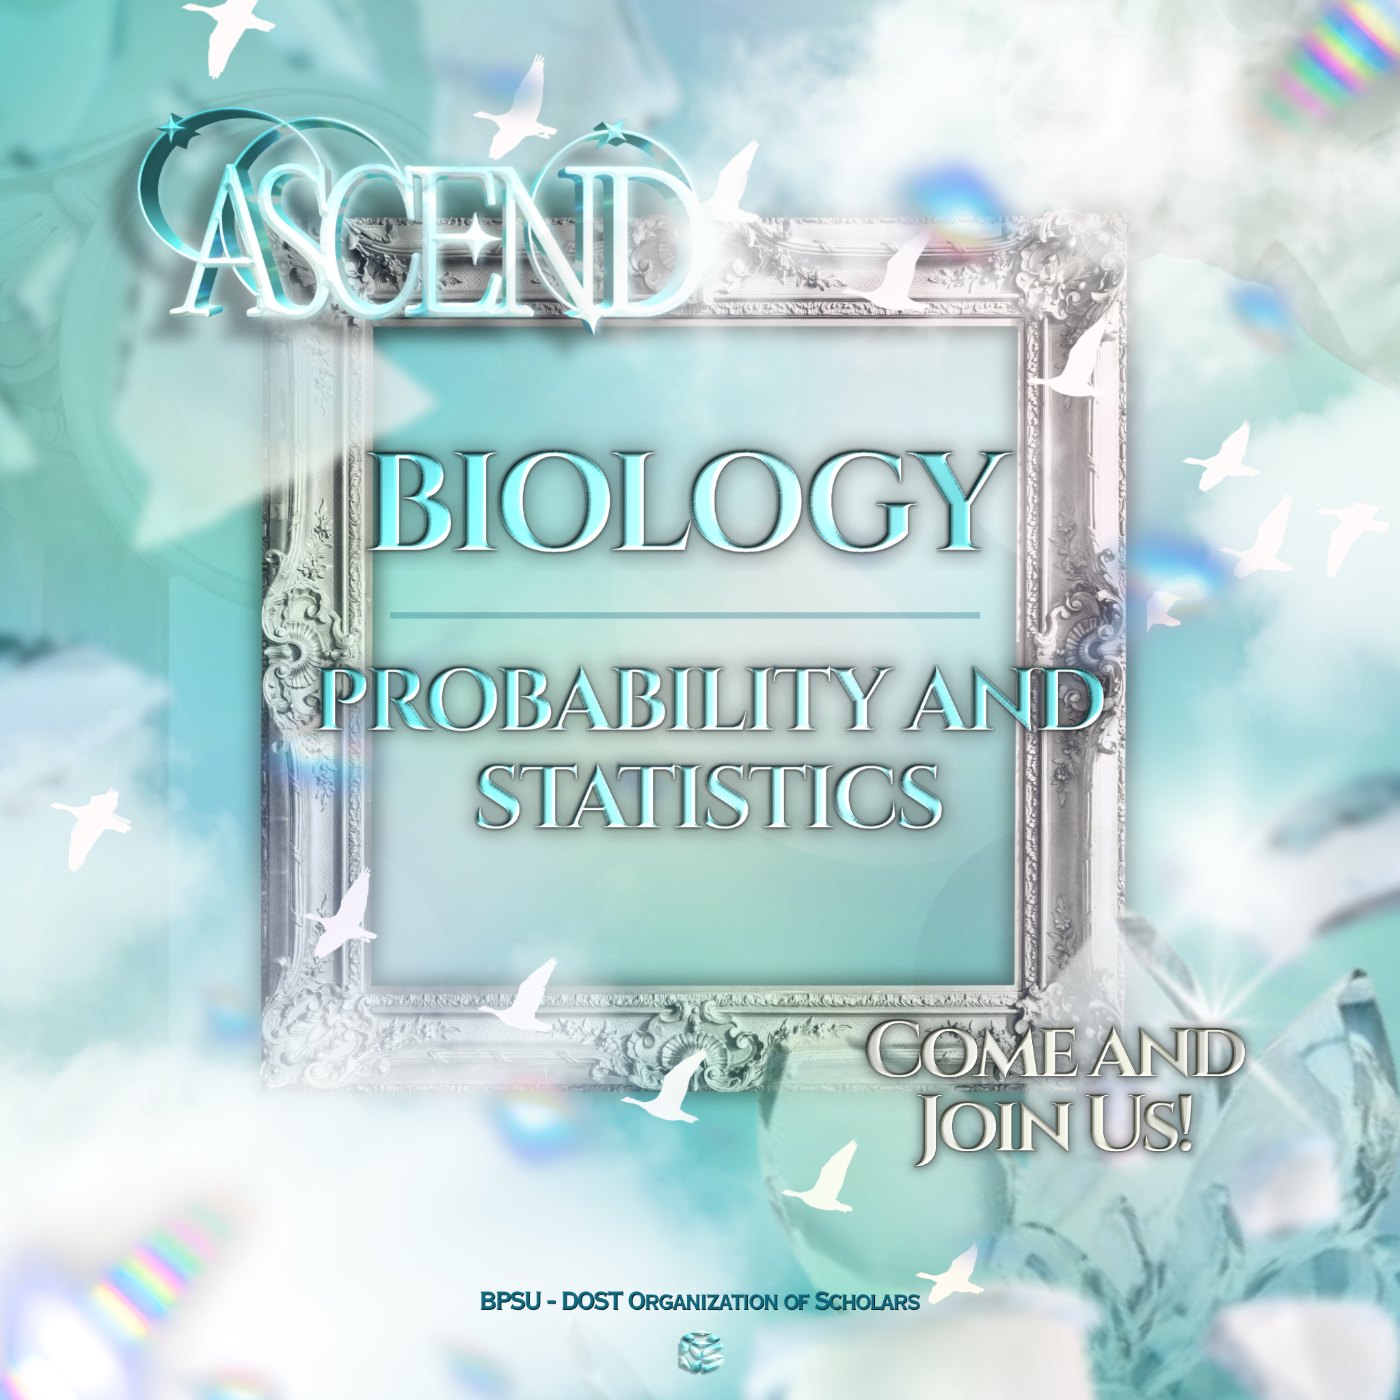 ASCEND
BIOLOGY
PROBABILITY AND
STATISTICS
COME AND
JOIN US!
BPSU - DOST ORGANIZATION OF SCHOLARS